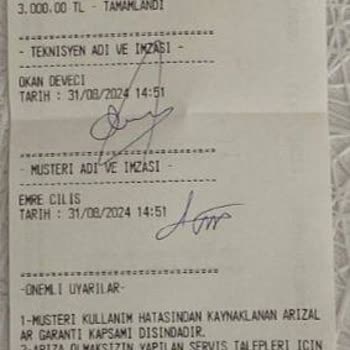 3.000.00 TL - TAMAMLANDI
- TEKNISYEN ADI VE IMZASI -
OKAN DEVECI
TARIH : 31/08/2024 14:51
- MUSTERI ADI VE IMZASI -
EMRE CILIS
TARIH : 31/08/2024 14:51
-ONEMLI UYARILAR-
1-MUSTERI KULLANIM HATASINDAN KAYNAKLANAN ARIZAL
AR GARANTI KAPSAMI DISINDADIR.
2-ARIZA OLMAKSIZIN YAPILAN SERVIS TALEPLERI ICIN